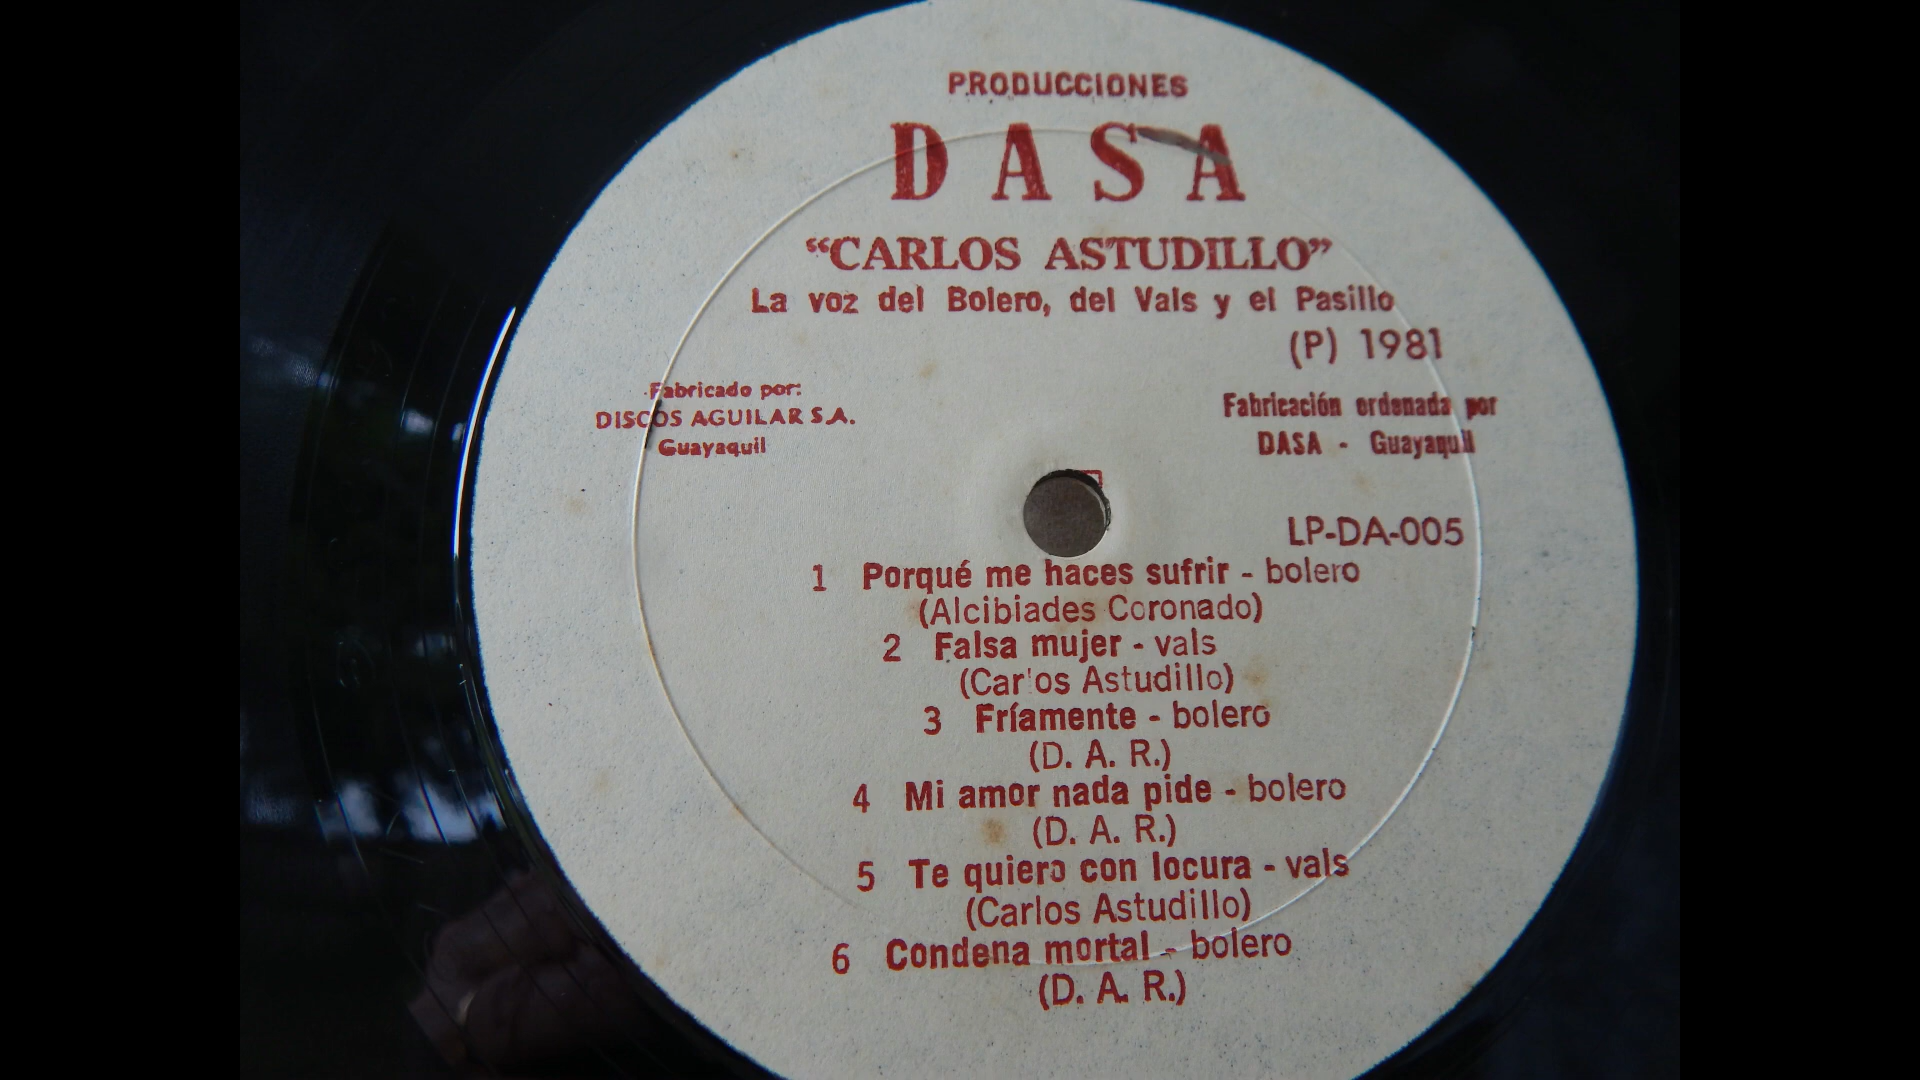 PRODUCCIONES
DASA
“CARLOS ASTUDILLO”
La voz del Bolero, del Vals y el Pasillo
(P) 1981
Fabricado por:
DISCOS AGUILAR S.A.
Guayaquil
Fabricación ordenada por
DASA - Guayaquil
LP-DA-005
1 Porqué me haces sufrir - bolero
(Alcibiades Coronado)
2 Falsa mujer - vals
(Carlos Astudillo)
3 Fríamente - bolero
(D. A. R.)
4 Mi amor nada pide - bolero
(D. A. R.)
5 Te quiero con locura - vals
(Carlos Astudillo)
6 Condena mortal - bolero
(D. A. R.)